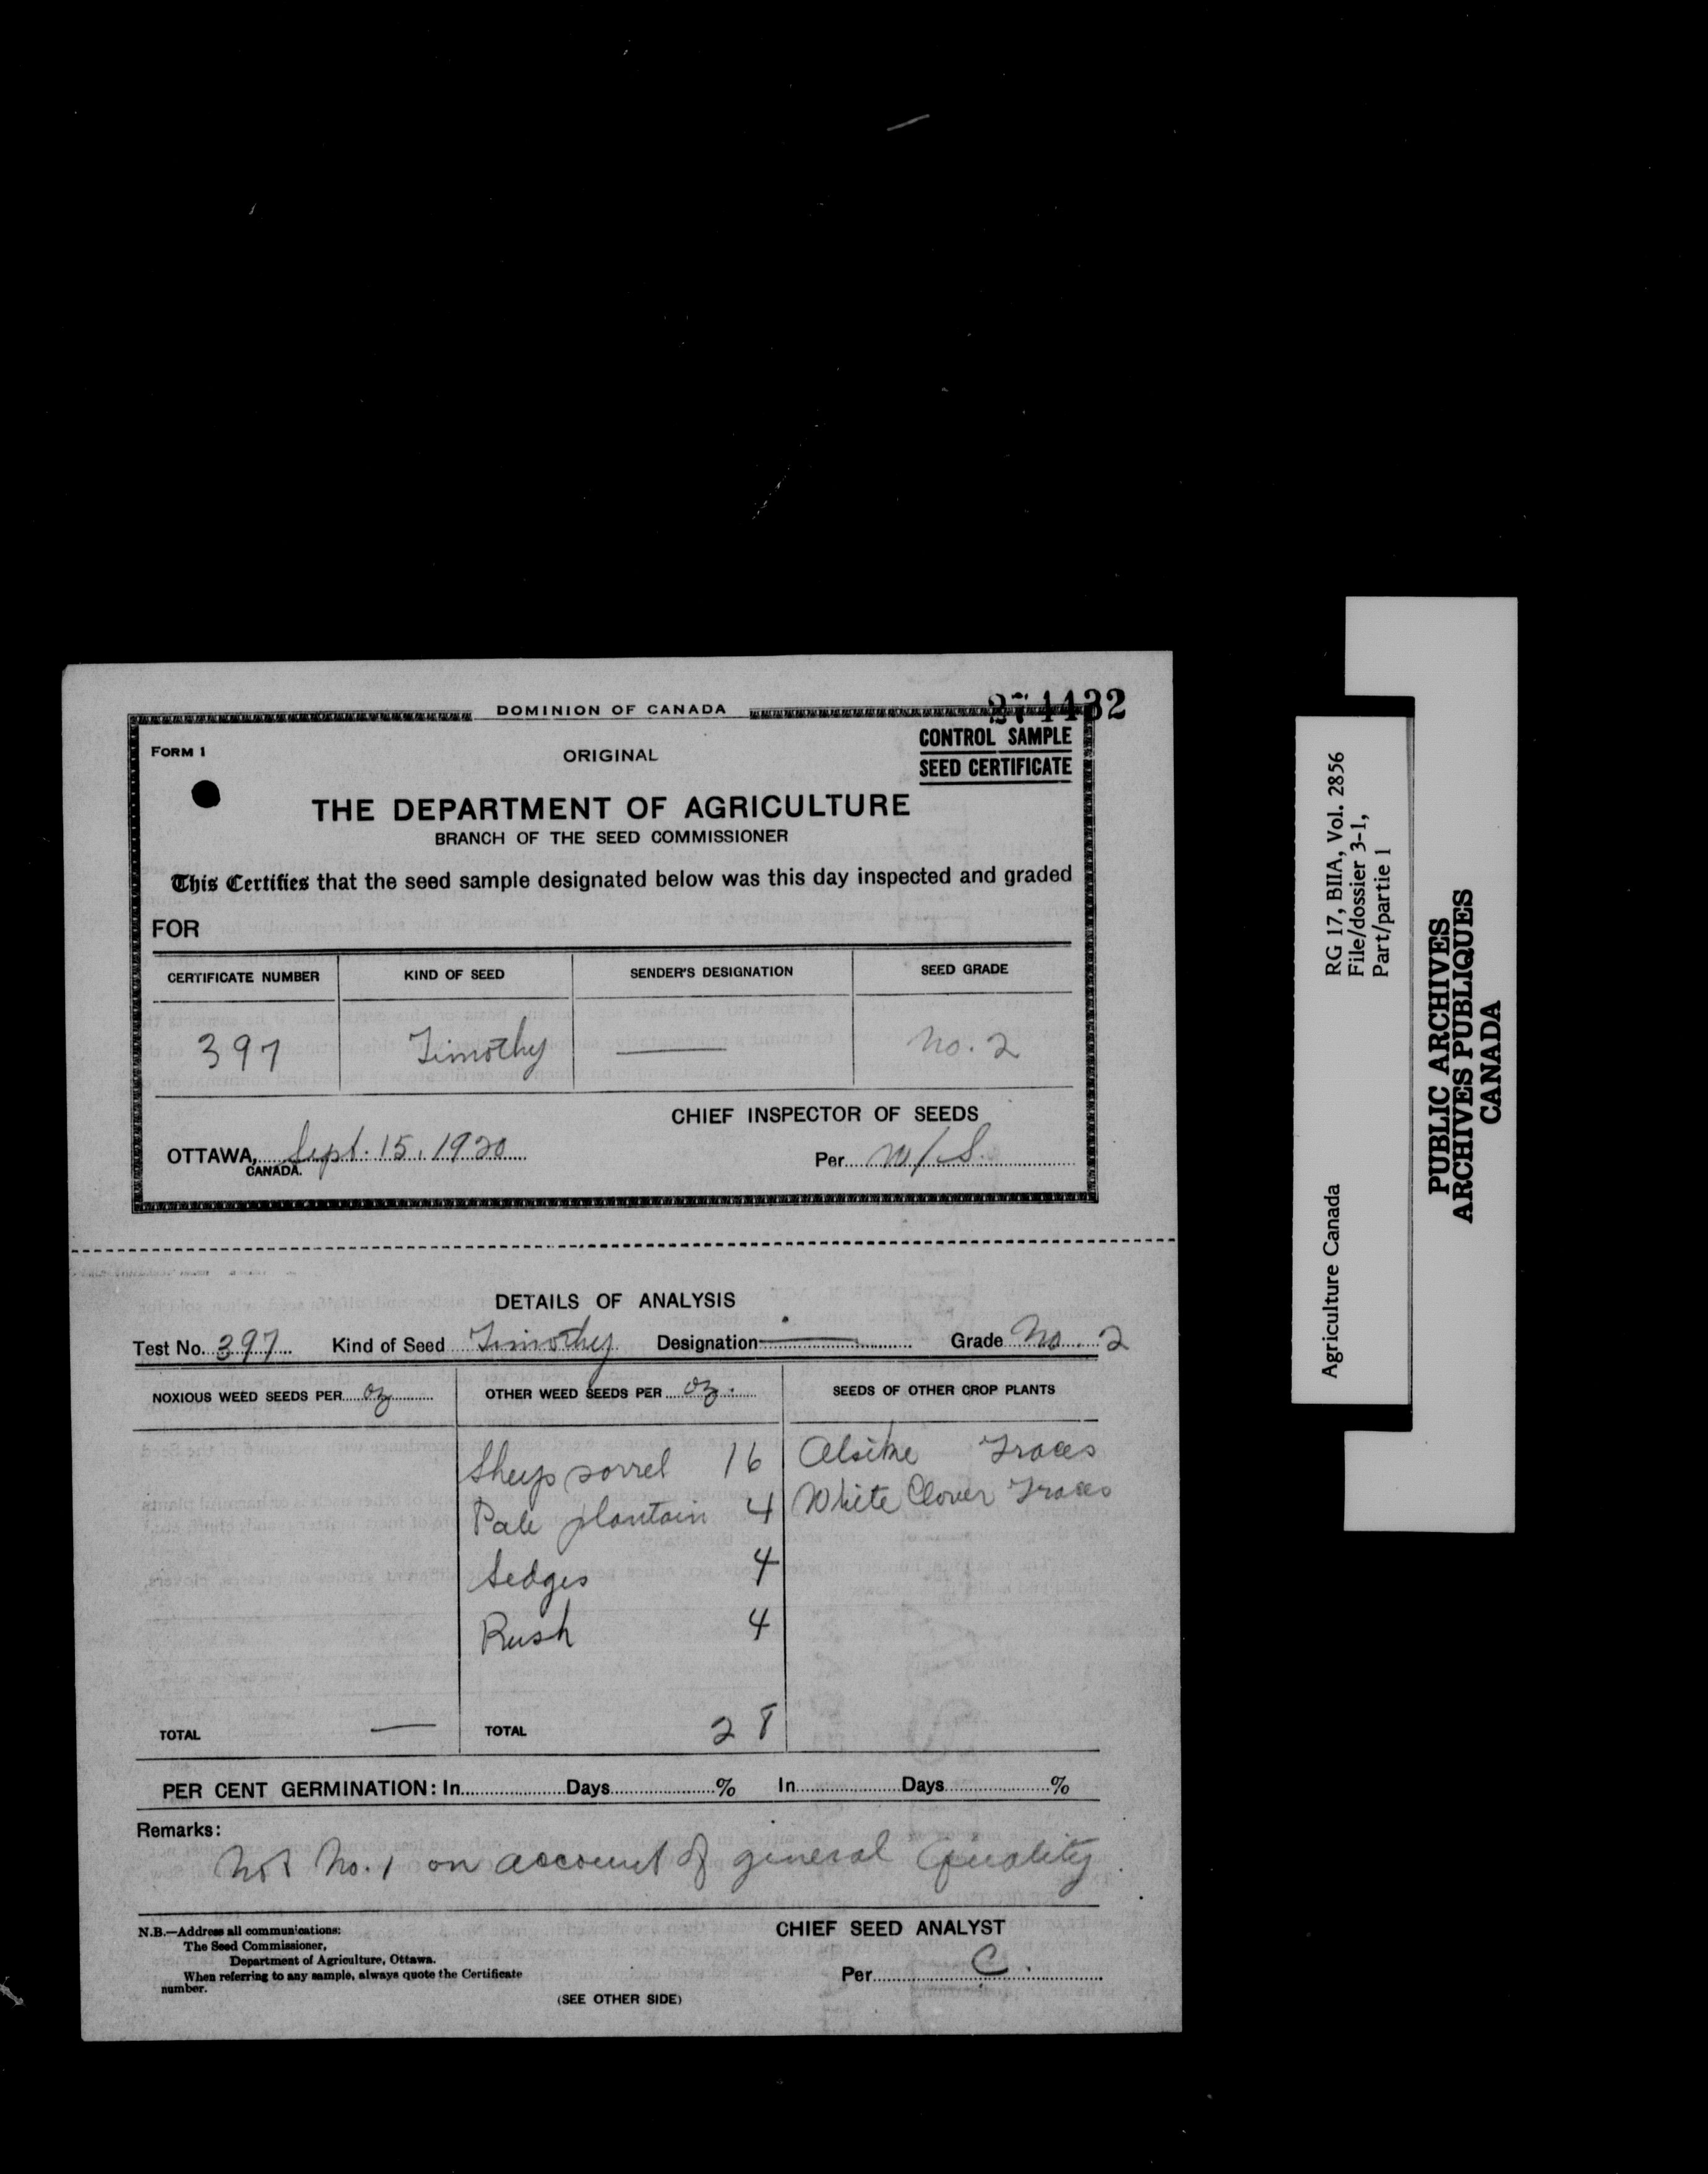 DOMINION OF CANADA
271432
FORM 1
ORIGINAL
CONTROL SAMPLE
SEED CERTIFICATE
THE DEPARTMENT OF AGRICULTURE
BRANCH OF THE SEED COMMISSIONER
This Certifies that the seed sample designated below was this day inspected and graded
FOR
CERTIFICATE NUMBER KIND OF SEED SENDER'S DESIGNATION SEED GRADE
397 Timothy — No. 2
CHIEF INSPECTOR OF SEEDS
OTTAWA, Sept. 15, 1920
CANADA.
Per W/S.
DETAILS OF ANALYSIS
Test No. 397 Kind of Seed Timothy Designation — Grade No. 2
NOXIOUS WEED SEEDS PER oz OTHER WEED SEEDS PER oz. SEEDS OF OTHER CROP PLANTS
Sheep sorrel 16 Alsike Traces
Pale plantain 4 White Clover Traces
Sedges 4
Rush 4
TOTAL — TOTAL 28
PER CENT GERMINATION: In Days % In Days %
Remarks:
Not No. 1 on account of general quality.
N.B.—Address all communications:
The Seed Commissioner,
Department of Agriculture, Ottawa.
When referring to any sample, always quote the Certificate
number.
CHIEF SEED ANALYST
Per C.
(SEE OTHER SIDE)
Agriculture Canada RG 17, BIIA, Vol. 2856
File/dossier 3-1,
Part/partie 1
PUBLIC ARCHIVES
ARCHIVES PUBLIQUES
CANADA